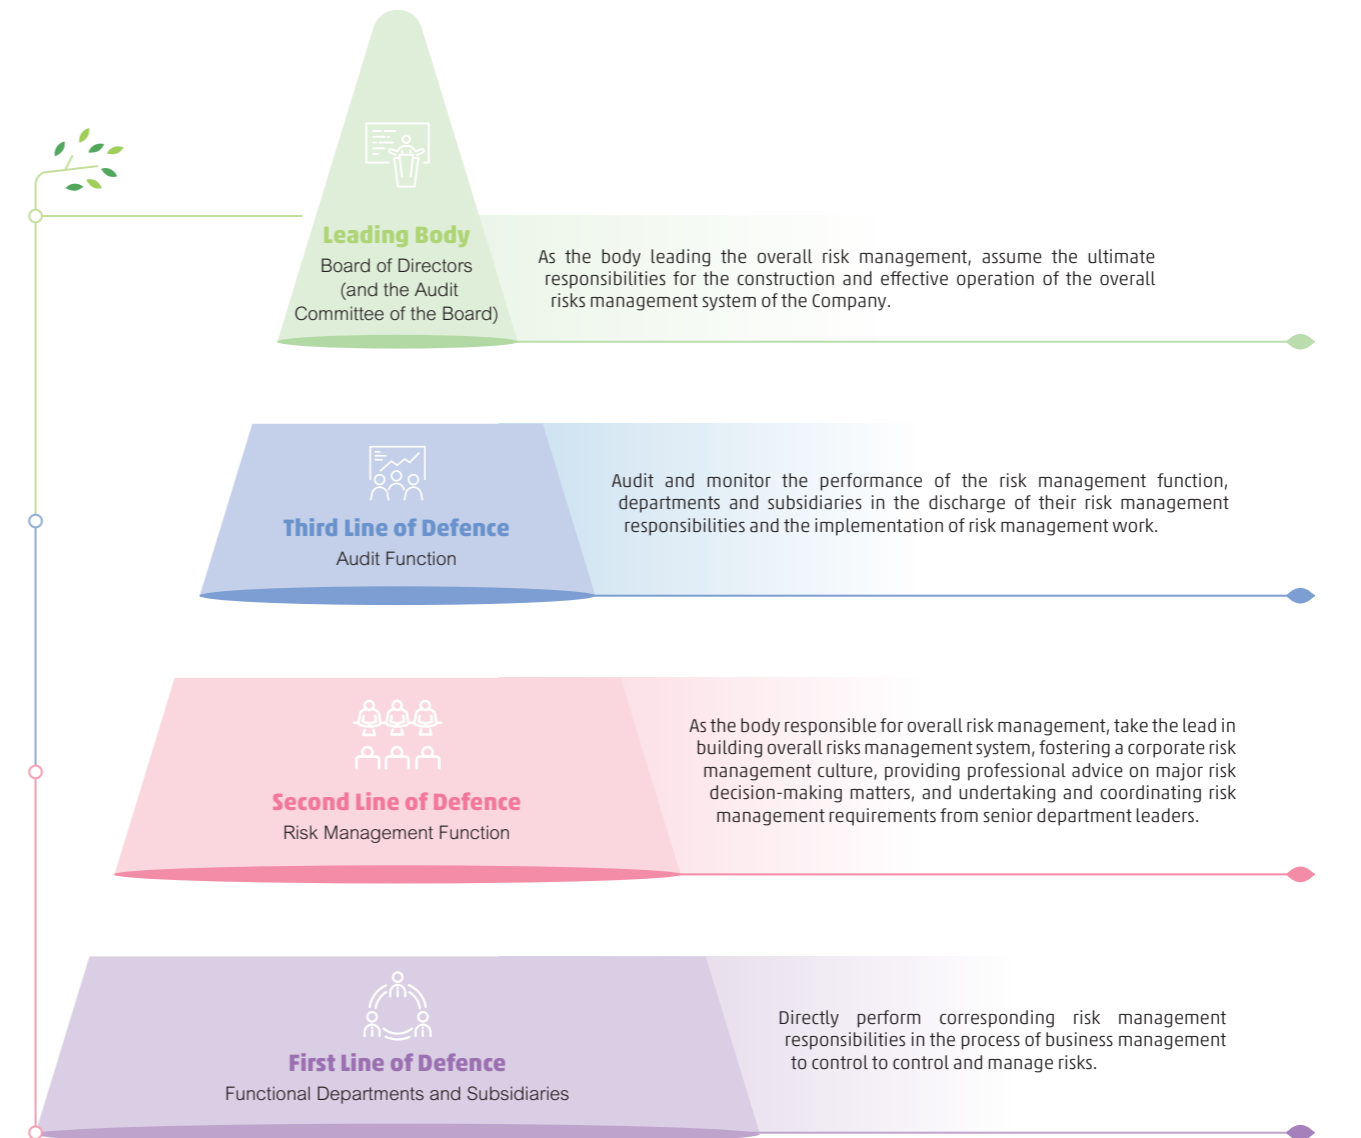 Leading Body
Board of Directors
(and the Audit
Committee of the Board)
As the body leading the overall risk management, assume the ultimate
responsibilities for the construction and effective operation of the overall
risks management system of the Company.
Third Line of Defence
Audit Function
Audit and monitor the performance of the risk management function,
departments and subsidiaries in the discharge of their risk management
responsibilities and the implementation of risk management work.
Second Line of Defence
Risk Management Function
As the body responsible for overall risk management, take the lead in
building overall risks management system, fostering a corporate risk
management culture, providing professional advice on major risk
decision-making matters, and undertaking and coordinating risk
management requirements from senior department leaders.
First Line of Defence
Functional Departments and Subsidiaries
Directly perform corresponding risk management
responsibilities in the process of business management
to control to control and manage risks.